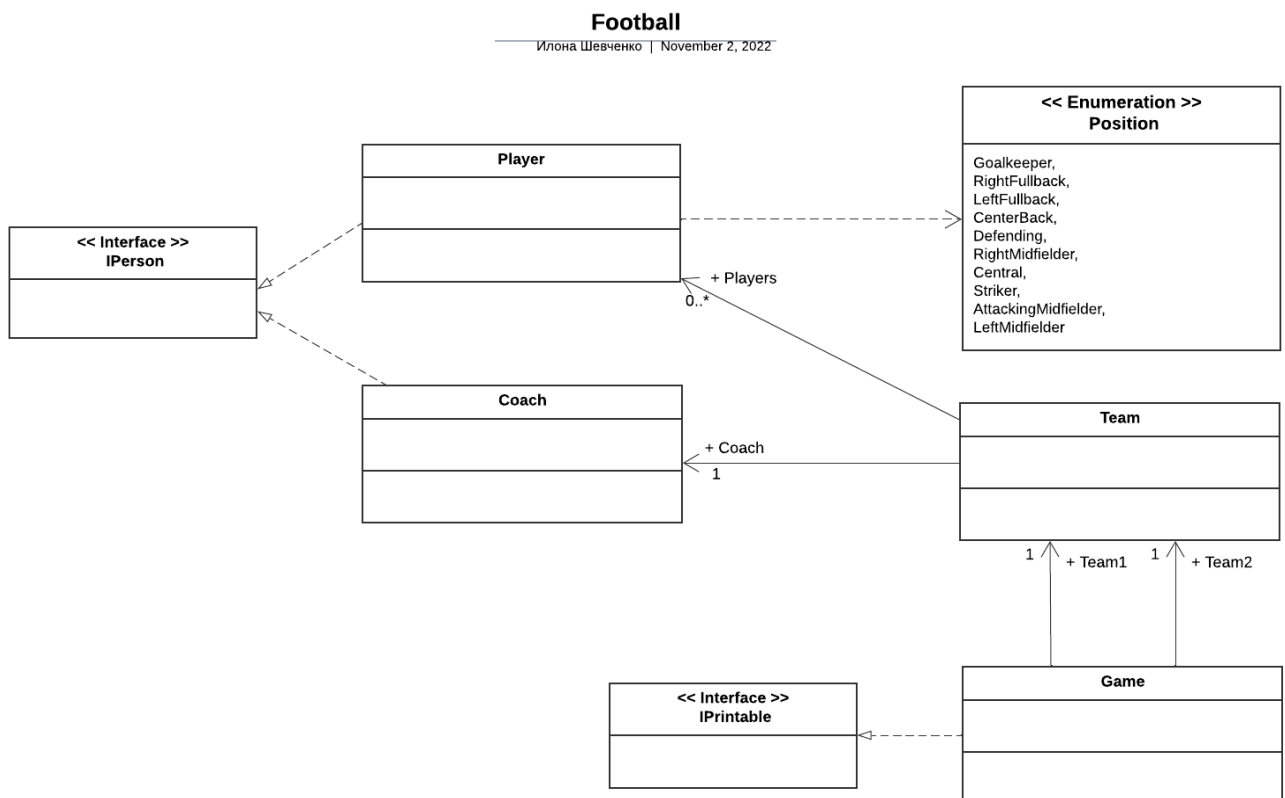 Football
Илона Шевченко | November 2, 2022
<< Enumeration >>
Position
Goalkeeper,
RightFullback,
LeftFullback,
CenterBack,
Defending,
RightMidfielder,
Central,
Striker,
AttackingMidfielder,
LeftMidfielder
Player
<< Interface >>
IPerson
+ Players
0..*
Coach
+ Coach
1
Team
1
+ Team1
1
+ Team2
<< Interface >>
IPrintable
Game